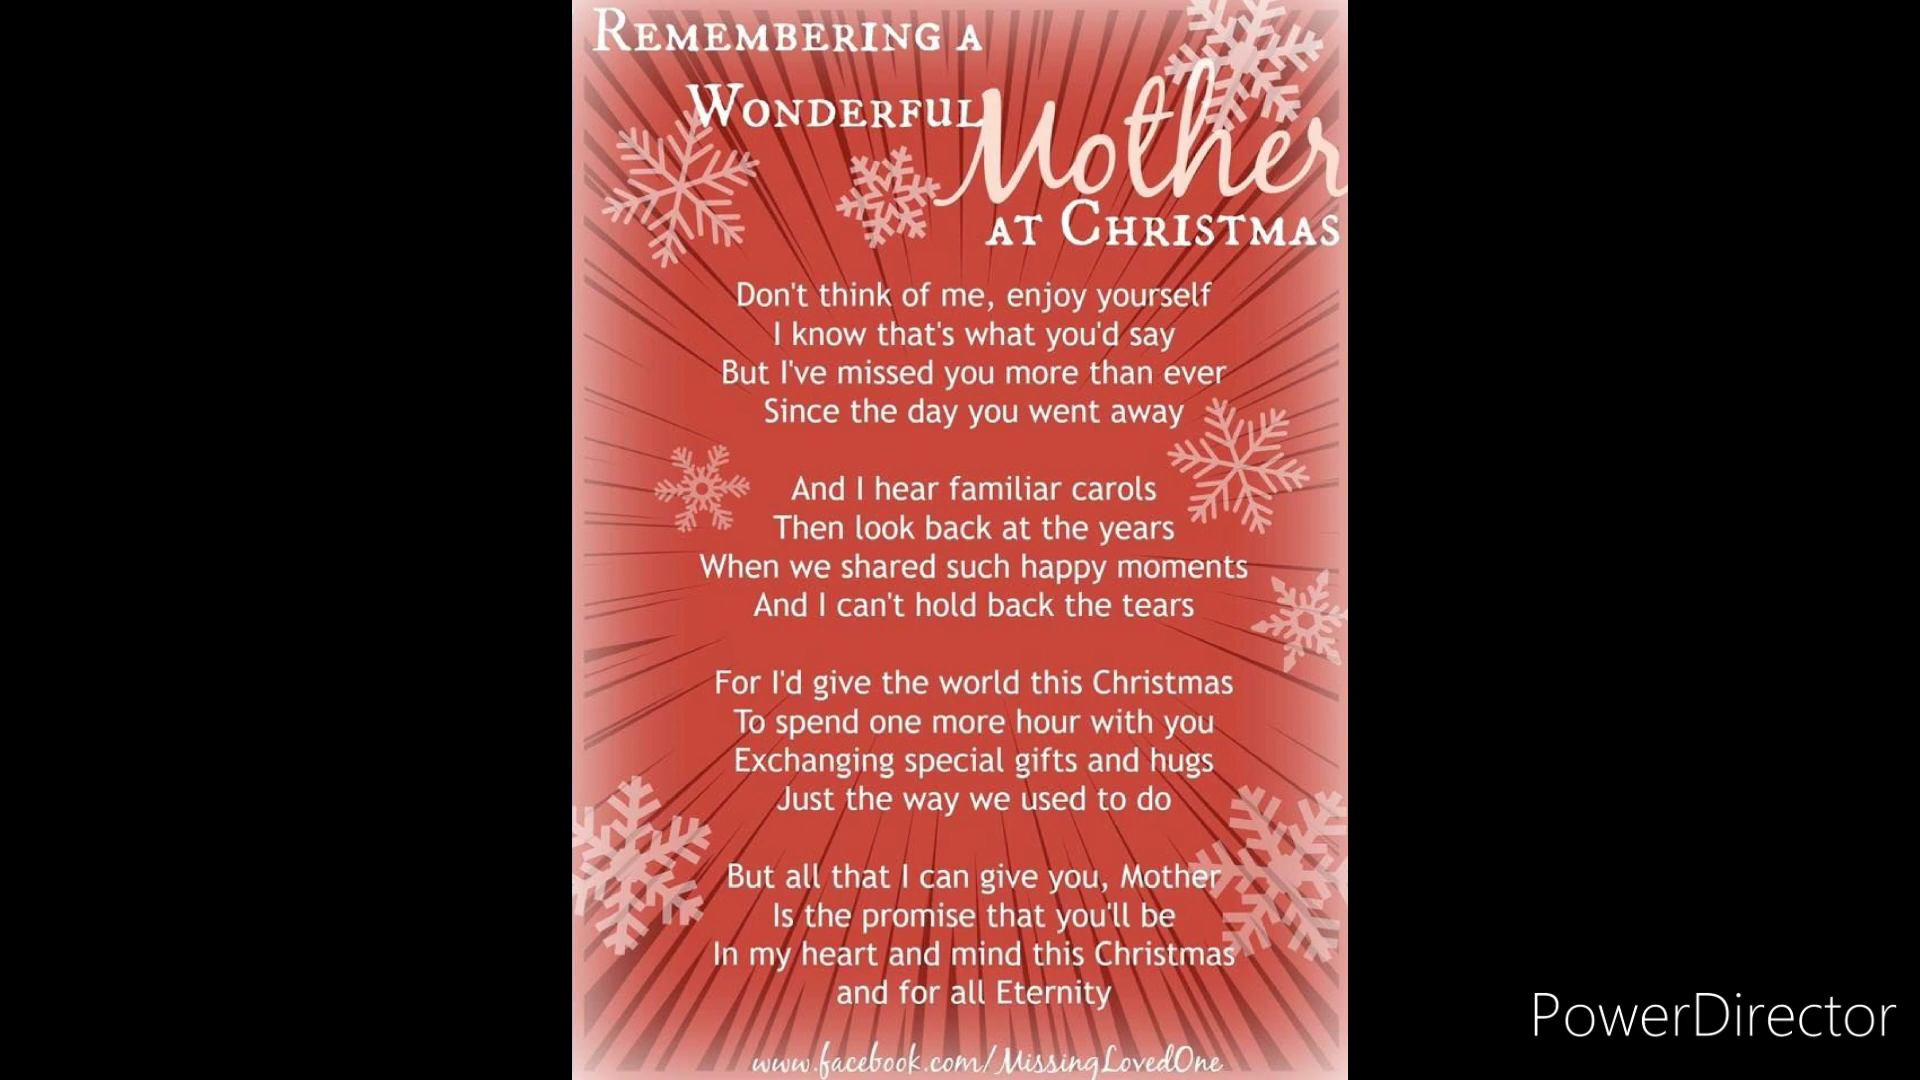 Remembering a
Wonderful Mother
at Christmas
Don't think of me, enjoy yourself
I know that's what you'd say
But I've missed you more than ever
Since the day you went away
And I hear familiar carols
Then look back at the years
When we shared such happy moments
And I can't hold back the tears
For I'd give the world this Christmas
To spend one more hour with you
Exchanging special gifts and hugs
Just the way we used to do
But all that I can give you, Mother
Is the promise that you'll be
In my heart and mind this Christmas
and for all Eternity
www.facebook.com/MissingLovedOne
PowerDirector